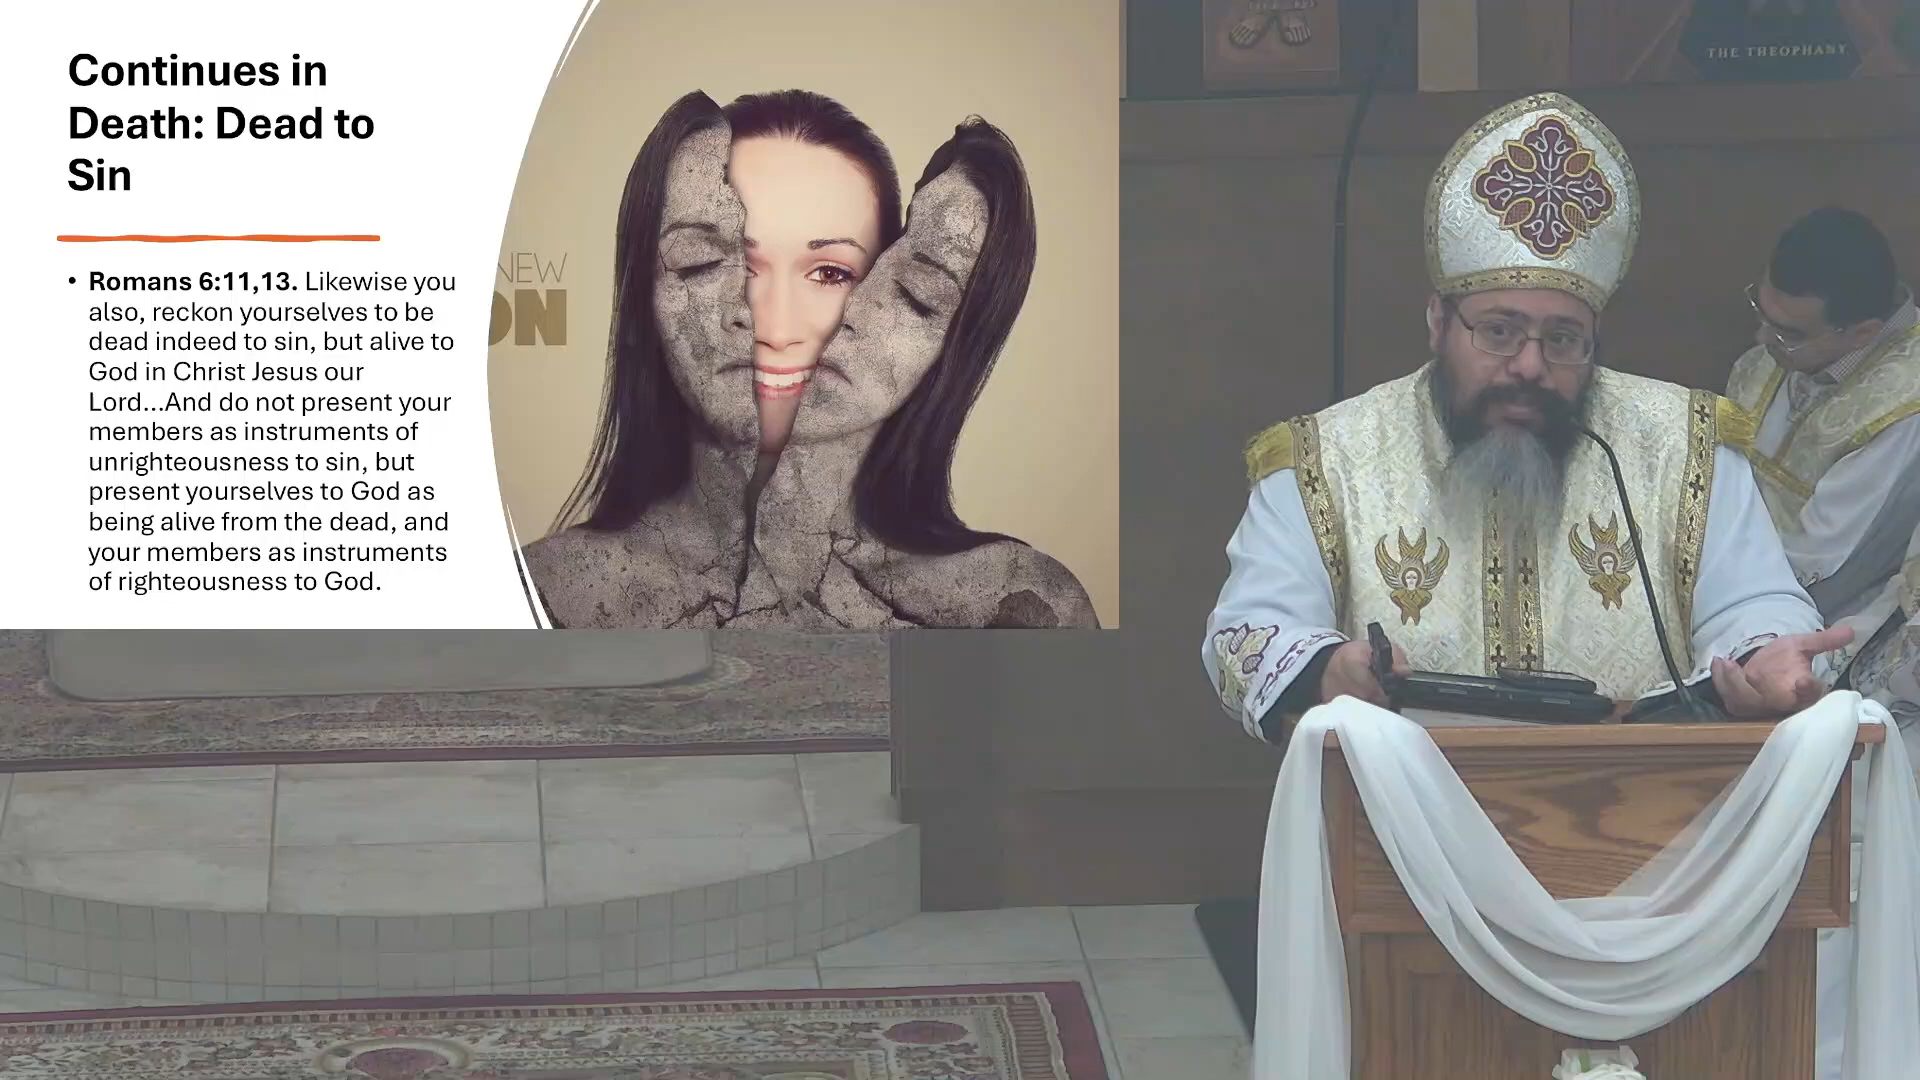 Continues in
Death: Dead to
Sin
• Romans 6:11,13. Likewise you
also, reckon yourselves to be
dead indeed to sin, but alive to
God in Christ Jesus our
Lord...And do not present your
members as instruments of
unrighteousness to sin, but
present yourselves to God as
being alive from the dead, and
your members as instruments
of righteousness to God.
NEW
ON
THE THEOPHANY